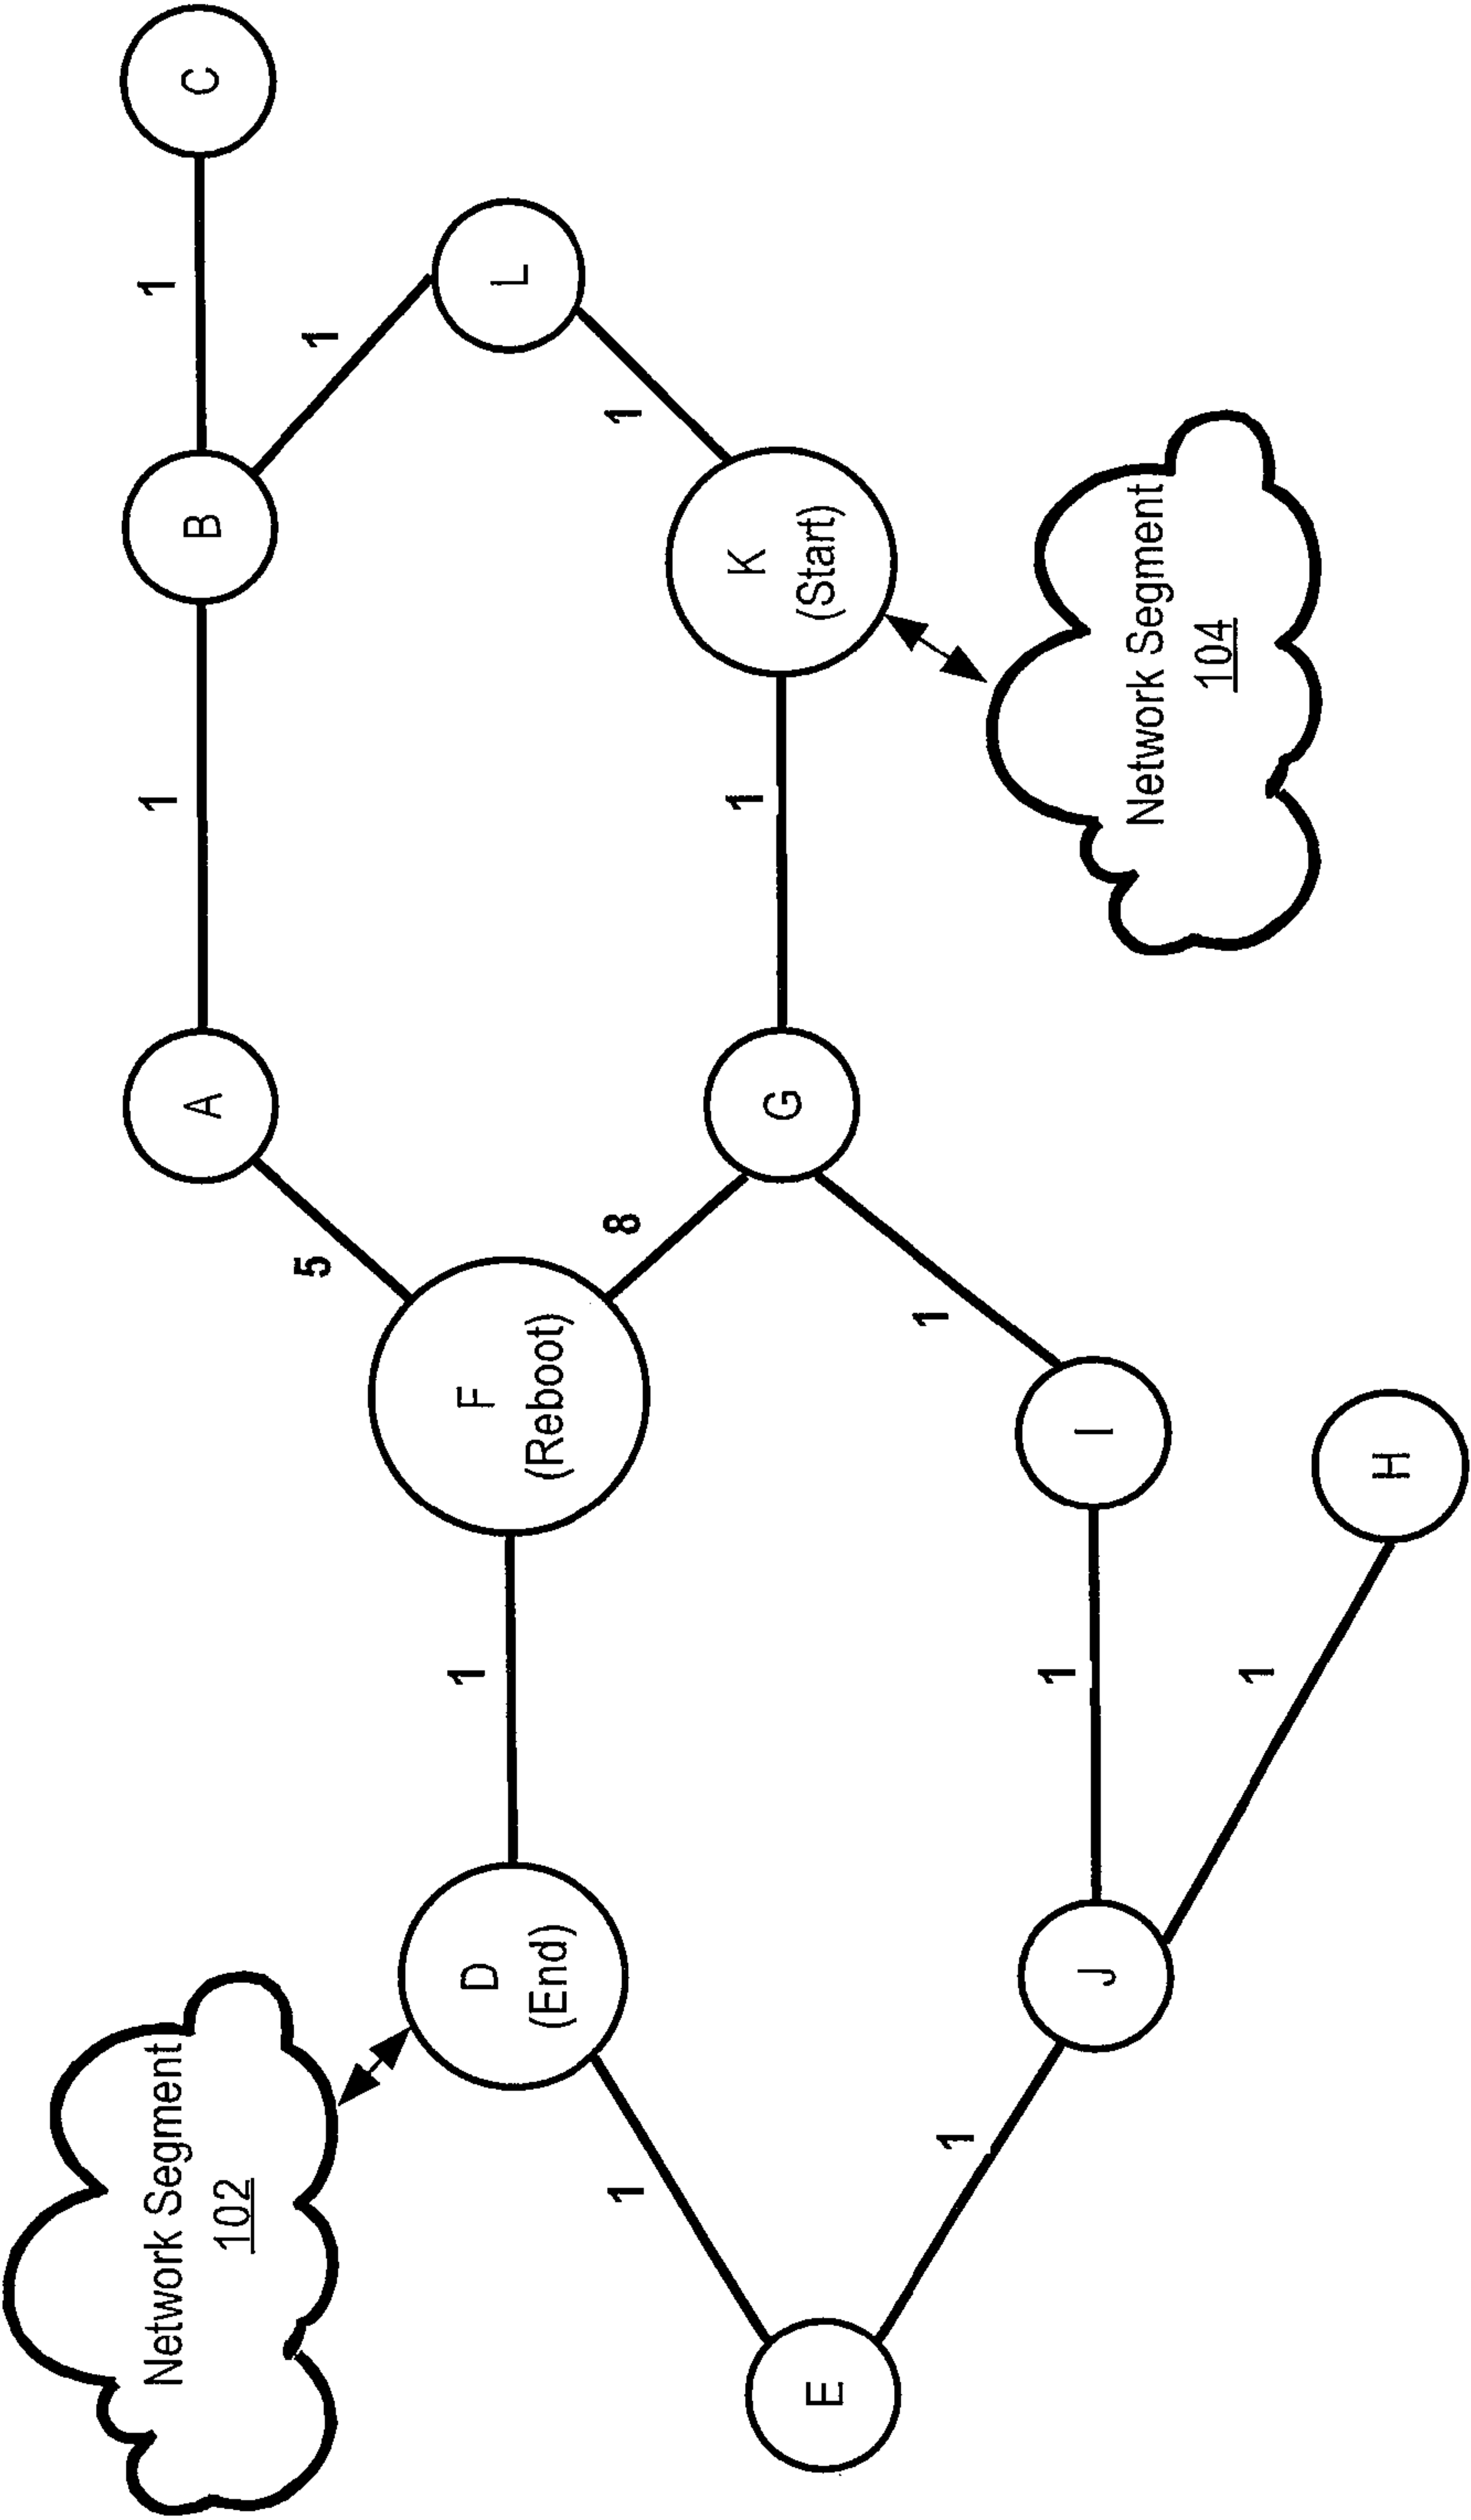 Network Segment
102
1
1
A
B
C
5
1
1
D
(End)
F
(Reboot)
L
1
8
1
1
K
(Start)
G
E
1
1
1
J
I
Network Segment
104
1
H